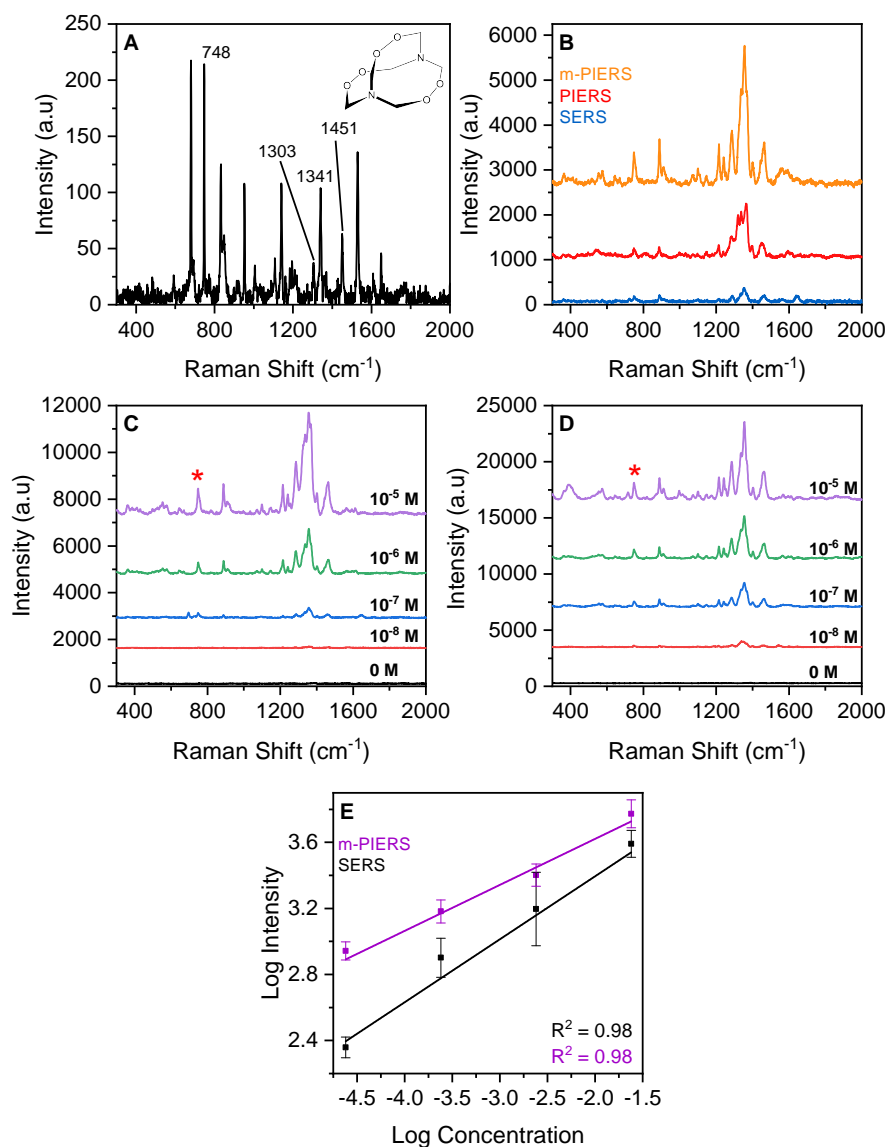 A
748
1303
1341
1451
O
O
O
N
O
O
N
O
O
250
200
150
100
50
0
Intensity (a.u)
400 800 1200 1600 2000
Raman Shift (cm-1)
B
m-PIERS
PIERS
SERS
6000
5000
4000
3000
2000
1000
0
Intensity (a.u)
400 800 1200 1600 2000
Raman Shift (cm-1)
C
*
10-5 M
10-6 M
10-7 M
10-8 M
0 M
12000
10000
8000
6000
4000
2000
0
Intensity (a.u)
400 800 1200 1600 2000
Raman Shift (cm-1)
D
*
10-5 M
10-6 M
10-7 M
10-8 M
0 M
25000
20000
15000
10000
5000
0
Intensity (a.u)
400 800 1200 1600 2000
Raman Shift (cm-1)
E
m-PIERS
SERS
3.6
3.2
2.8
2.4
Log Intensity
R2 = 0.98
R2 = 0.98
-4.5 -4.0 -3.5 -3.0 -2.5 -2.0 -1.5
Log Concentration